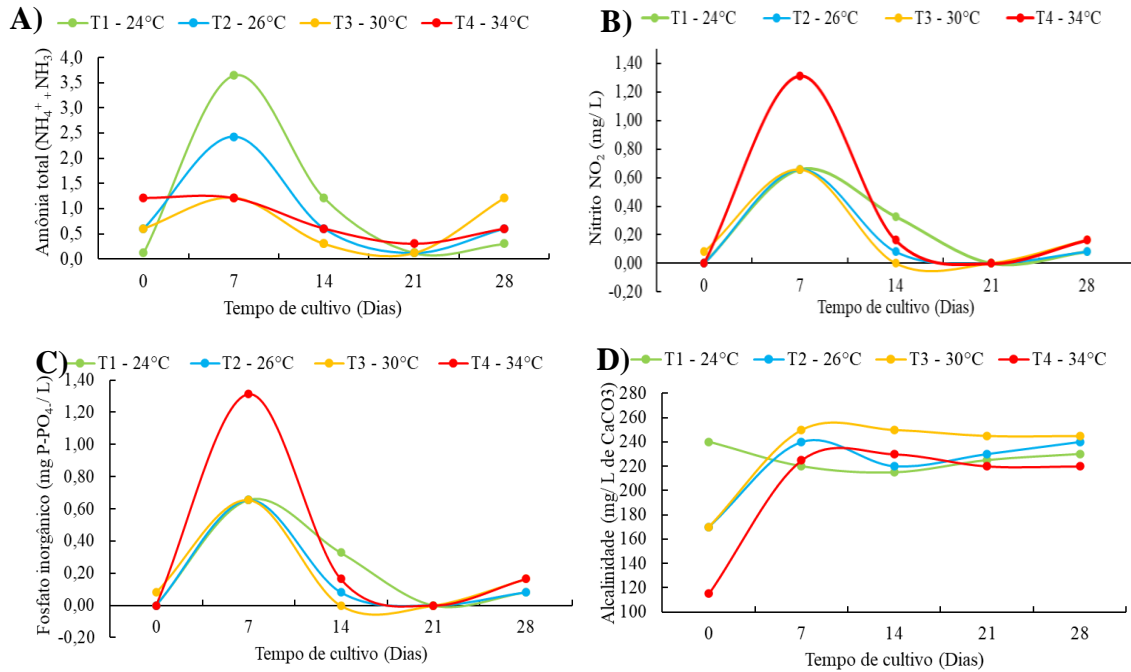 A)
T1 - 24°C T2 - 26°C T3 - 30°C T4 - 34°C
Amônia total (NH4+ + NH3)
4,0
3,5
3,0
2,5
2,0
1,5
1,0
0,5
0,0
0 7 14 21 28
Tempo de cultivo (Dias)
B)
T1 - 24°C T2 - 26°C T3 - 30°C T4 - 34°C
Nitrito NO2 (mg/ L)
1,40
1,20
1,00
0,80
0,60
0,40
0,20
0,00
-0,20
0 7 14 21 28
Tempo de cultivo (Dias)
C)
T1 - 24°C T2 - 26°C T3 - 30°C T4 - 34°C
Fosfato inorgânico (mg P-PO4-/ L)
1,40
1,20
1,00
0,80
0,60
0,40
0,20
0,00
-0,20
0 7 14 21 28
Tempo de cultivo (Dias)
D)
T1 - 24°C T2 - 26°C T3 - 30°C T4 - 34°C
Alcalinidade (mg/ L de CaCO3)
280
260
240
220
200
180
160
140
120
100
0 7 14 21 28
Tempo de cultivo (Dias)